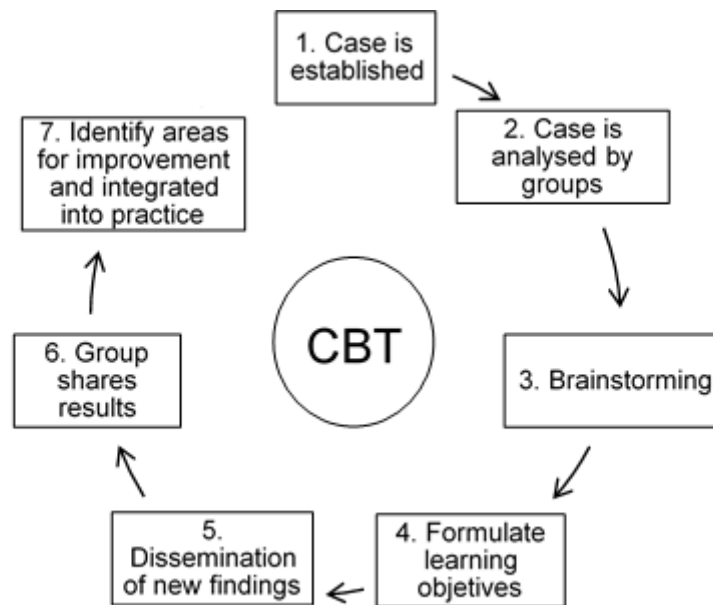 1. Case is
established
2. Case is
analysed by
groups
3. Brainstorming
4. Formulate
learning
objetives
5.
Dissemination
of new findings
6. Group
shares
results
7. Identify areas
for improvement
and integrated
into practice
CBT